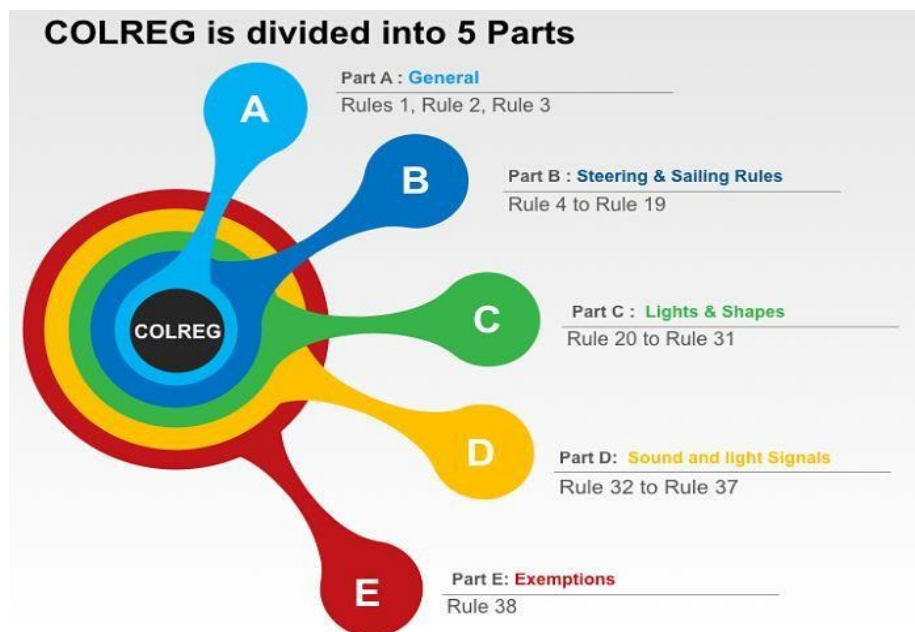 COLREG is divided into 5 Parts
A
Part A : General
Rules 1, Rule 2, Rule 3
B
Part B : Steering & Sailing Rules
Rule 4 to Rule 19
COLREG
C
Part C : Lights & Shapes
Rule 20 to Rule 31
D
Part D: Sound and light Signals
Rule 32 to Rule 37
E
Part E: Exemptions
Rule 38